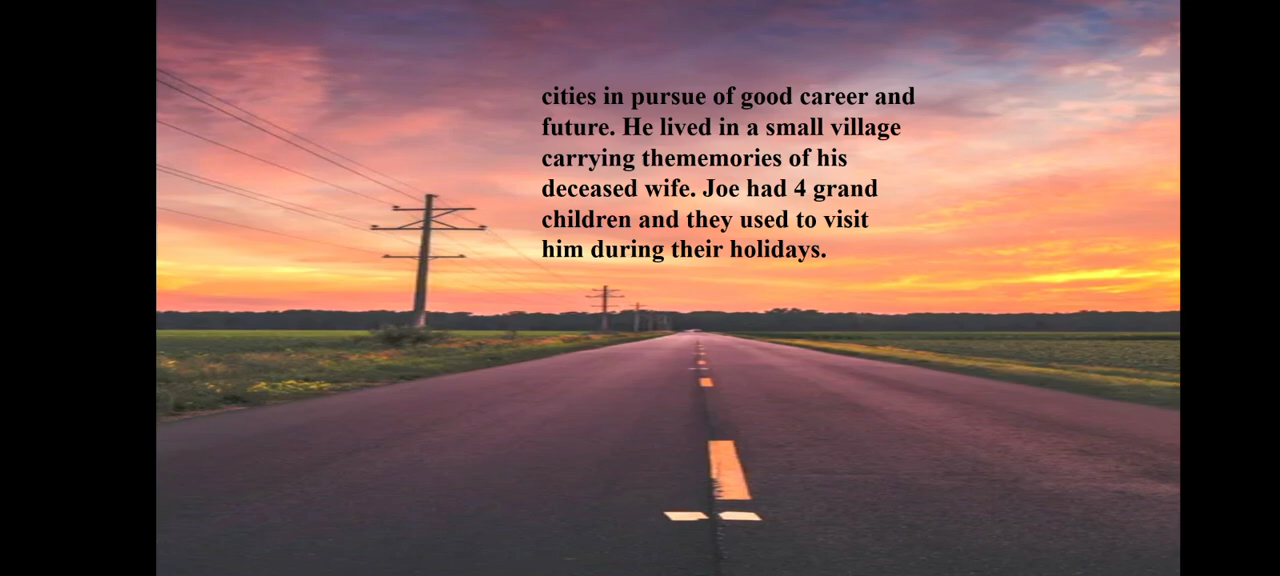 cities in pursue of good career and
future. He lived in a small village
carrying thememories of his
deceased wife. Joe had 4 grand
children and they used to visit
him during their holidays.